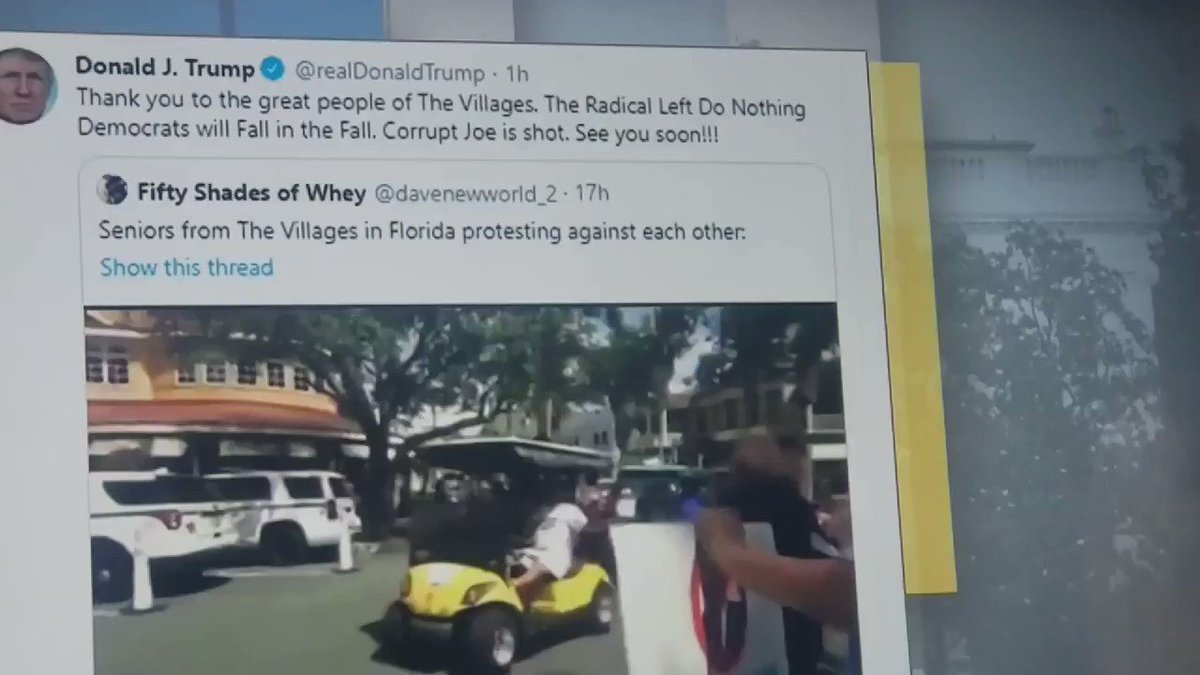 Donald J. Trump @realDonaldTrump · 1h
Thank you to the great people of The Villages. The Radical Left Do Nothing
Democrats will Fall in the Fall. Corrupt Joe is shot. See you soon!!!
Fifty Shades of Whey @davenewworld_2 · 17h
Seniors from The Villages in Florida protesting against each other:
Show this thread